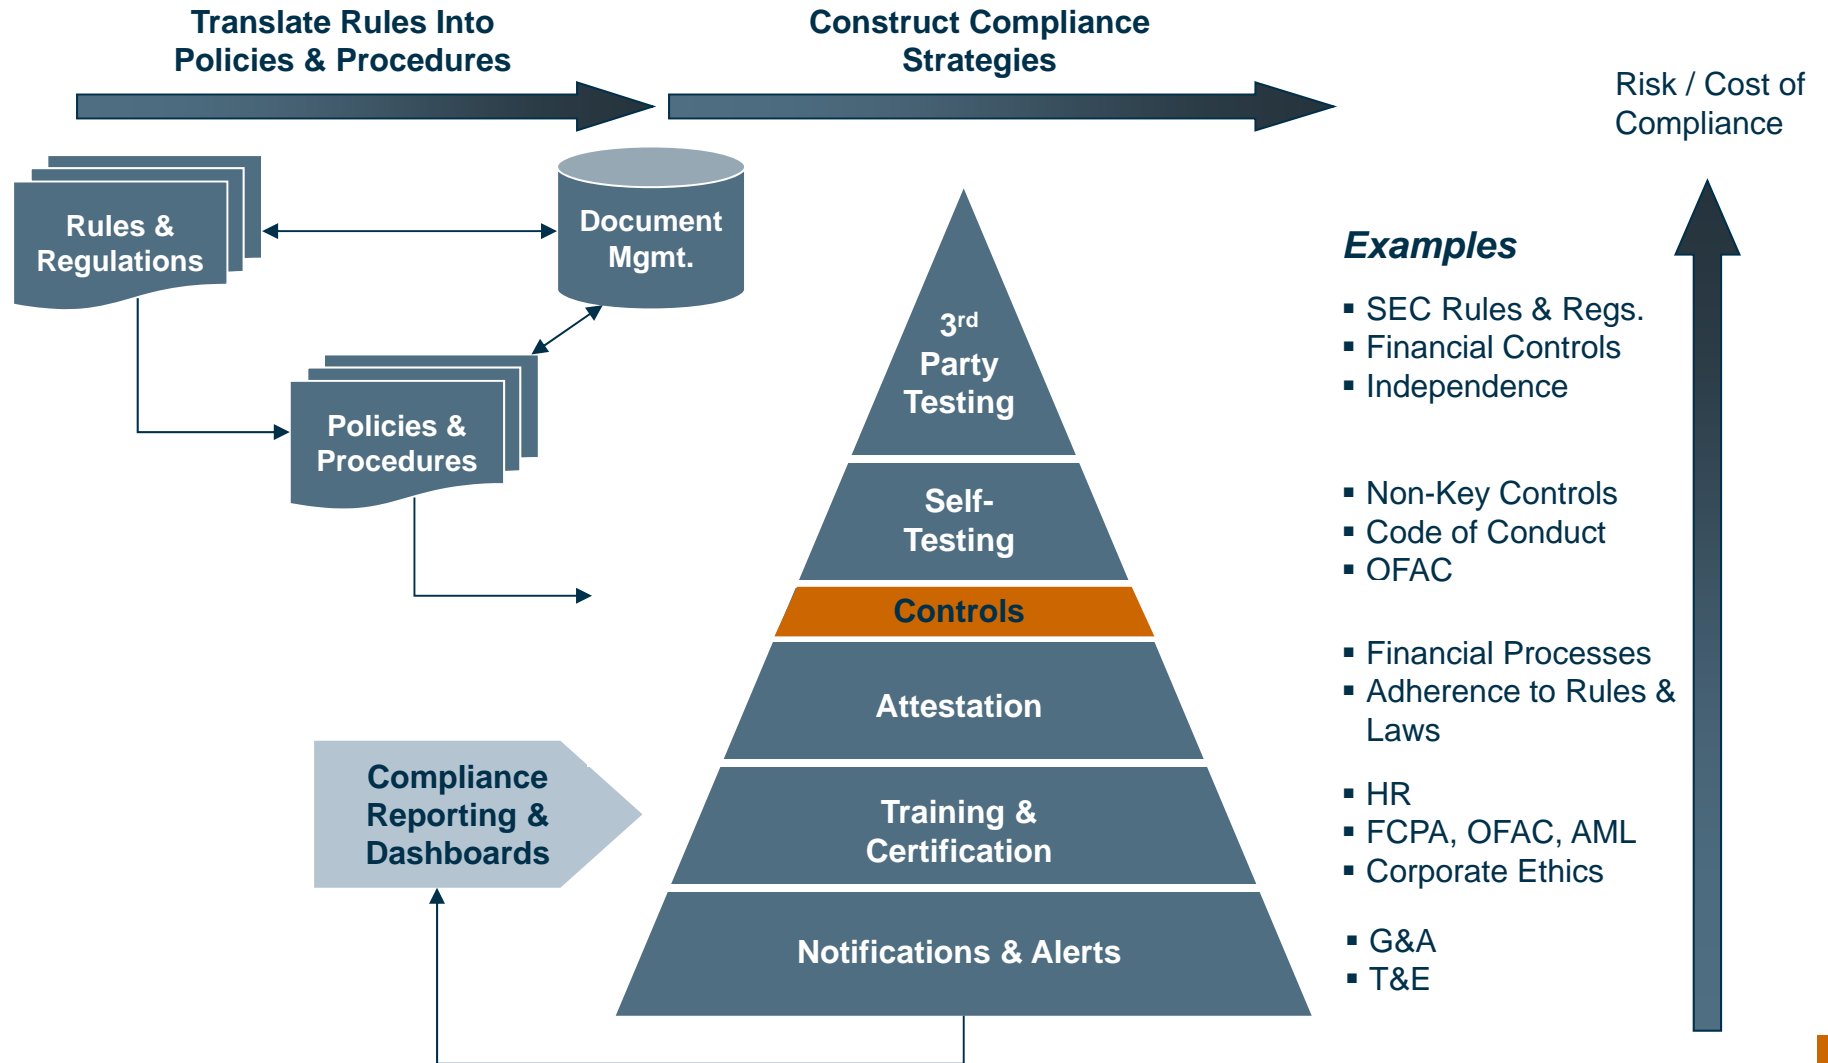 Translate Rules Into
Policies & Procedures
Construct Compliance
Strategies
Risk / Cost of
Compliance
Rules &
Regulations
Document
Mgmt.
Policies &
Procedures
3rd
Party
Testing
Self-
Testing
Controls
Attestation
Training &
Certification
Notifications & Alerts
Compliance
Reporting &
Dashboards
Examples
▪ SEC Rules & Regs.
▪ Financial Controls
▪ Independence
▪ Non-Key Controls
▪ Code of Conduct
▪ OFAC
▪ Financial Processes
▪ Adherence to Rules &
Laws
▪ HR
▪ FCPA, OFAC, AML
▪ Corporate Ethics
▪ G&A
▪ T&E